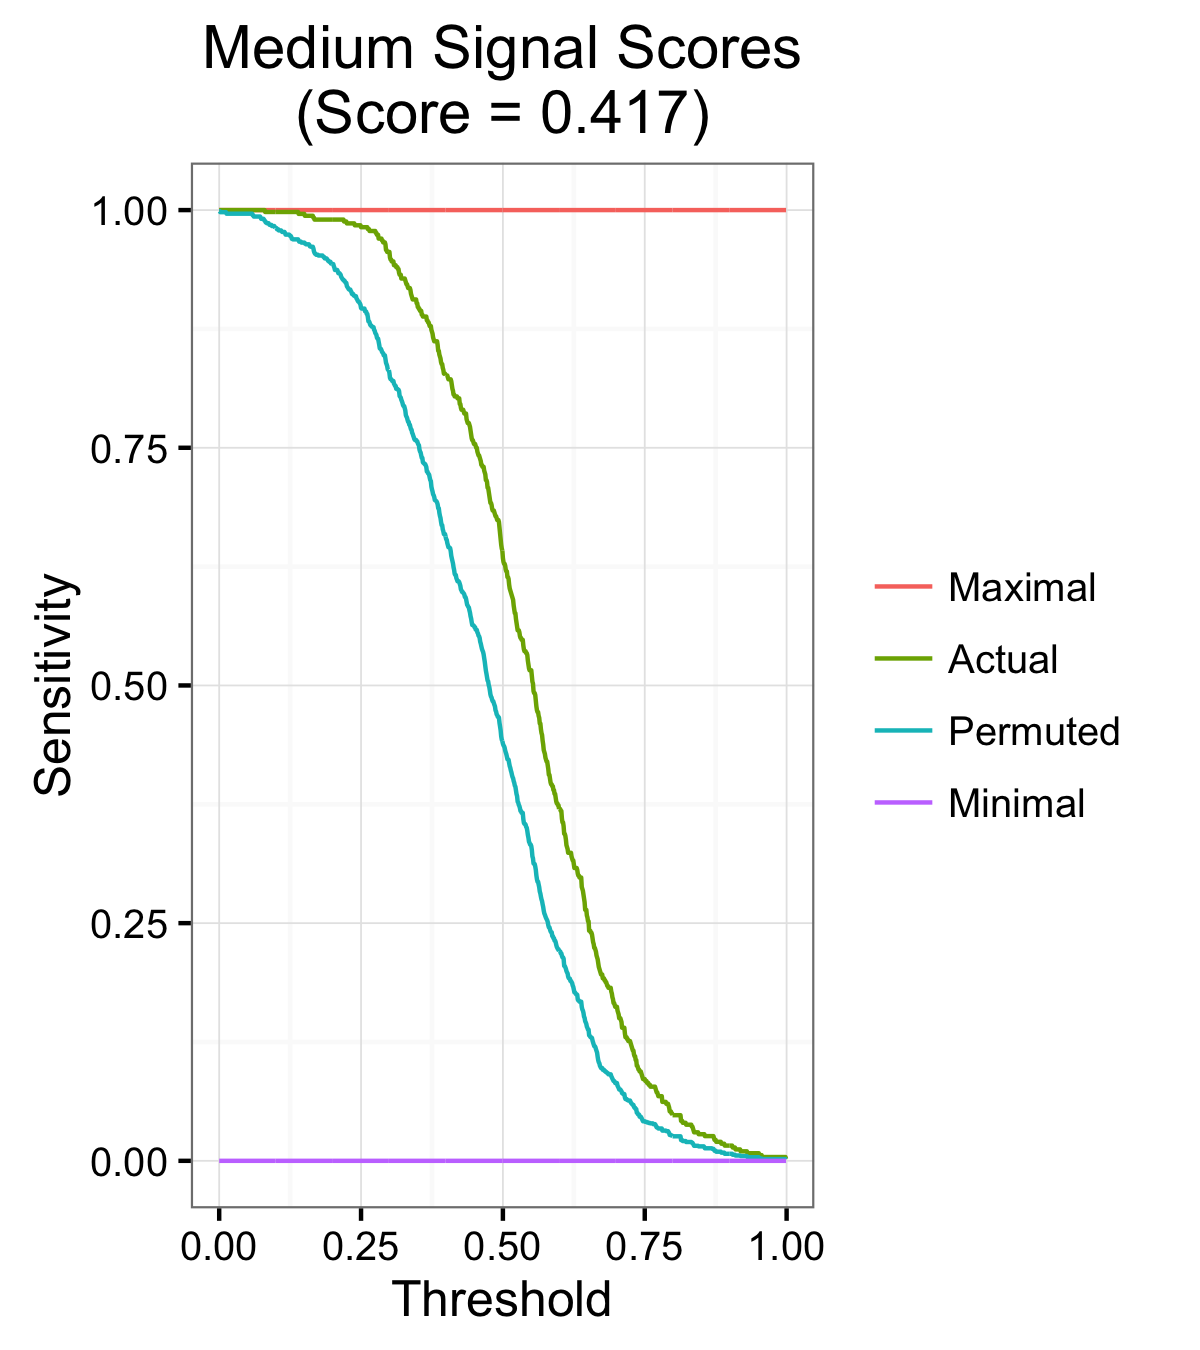 Medium Signal Scores
(Score = 0.417)
1.00
0.75
0.50
0.25
0.00
Sensitivity
0.00 0.25 0.50 0.75 1.00
Threshold
Maximal
Actual
Permuted
Minimal